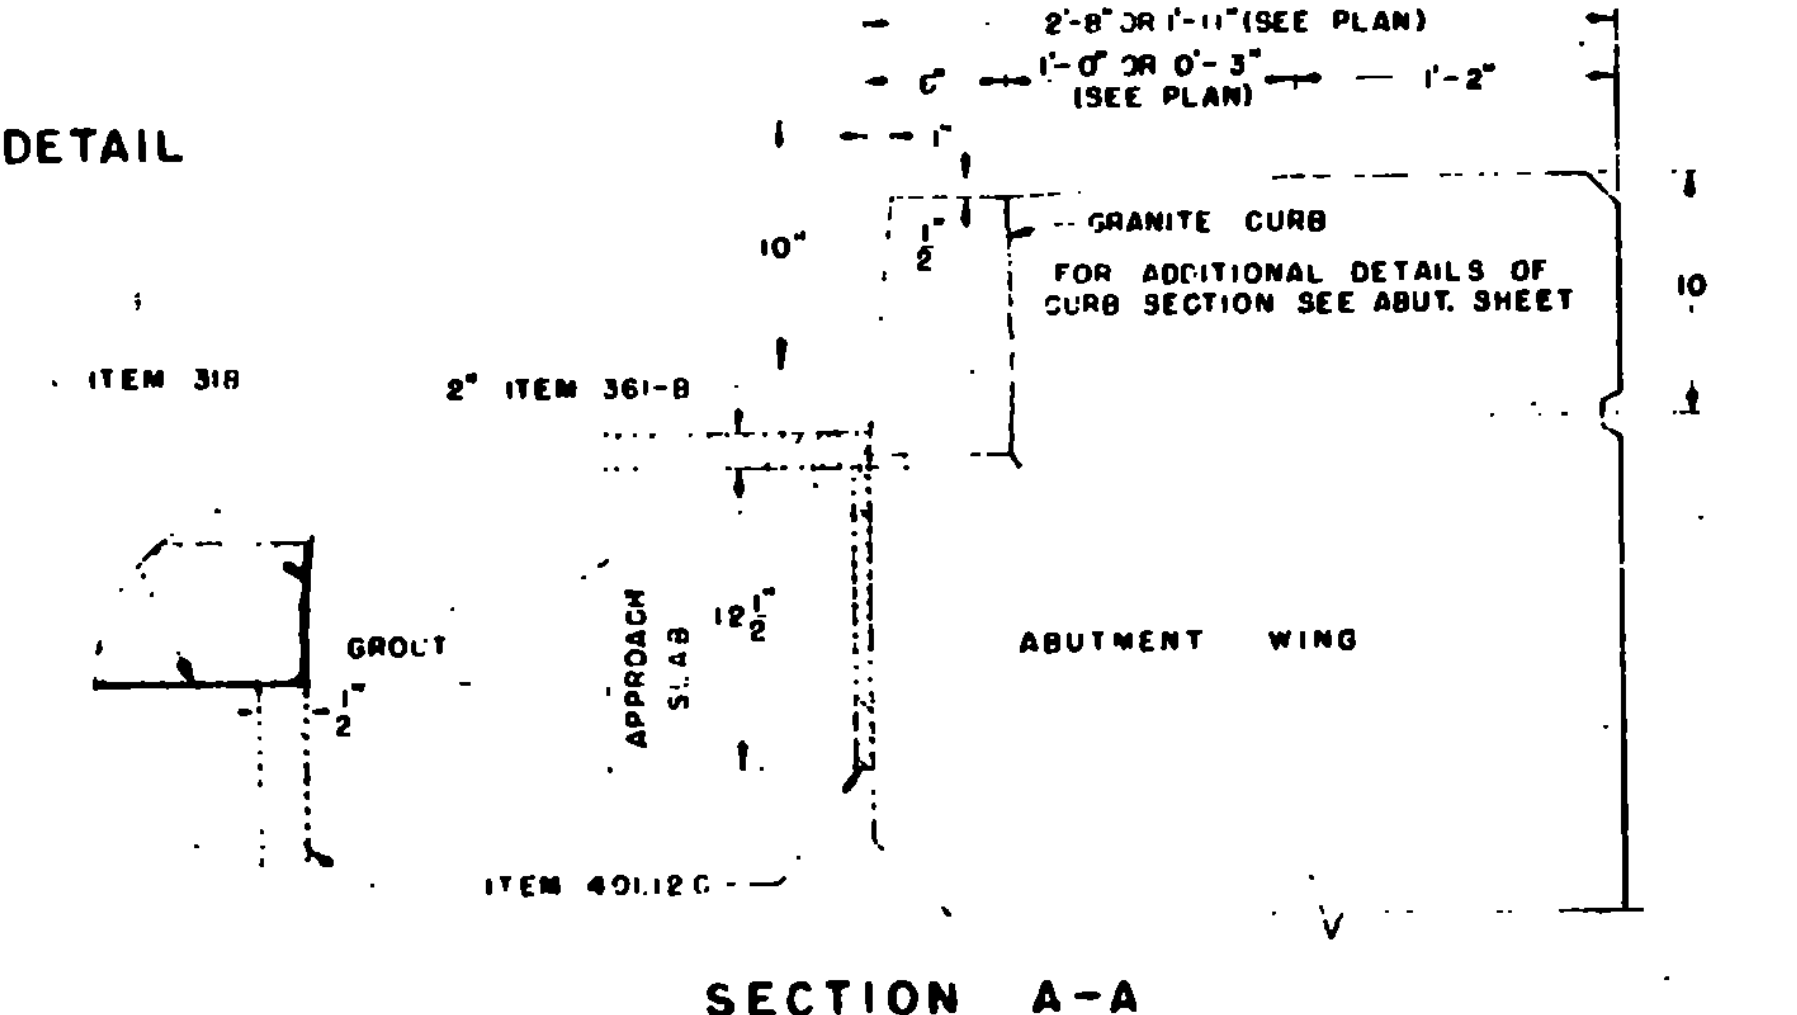 2'-8" OR 1'-11" (SEE PLAN)
6"
1'-0" OR 0'-3"
(SEE PLAN)
1'-2"
1"
DETAIL
10"
1/2"
GRANITE CURB
FOR ADDITIONAL DETAILS OF
CURB SECTION SEE ABUT. SHEET
10
ITEM 318
2" ITEM 361-B
APPROACH
SLAB
12 1/2"
GROUT
1/2"
ABUTMENT WING
ITEM 401.12C
SECTION A-A